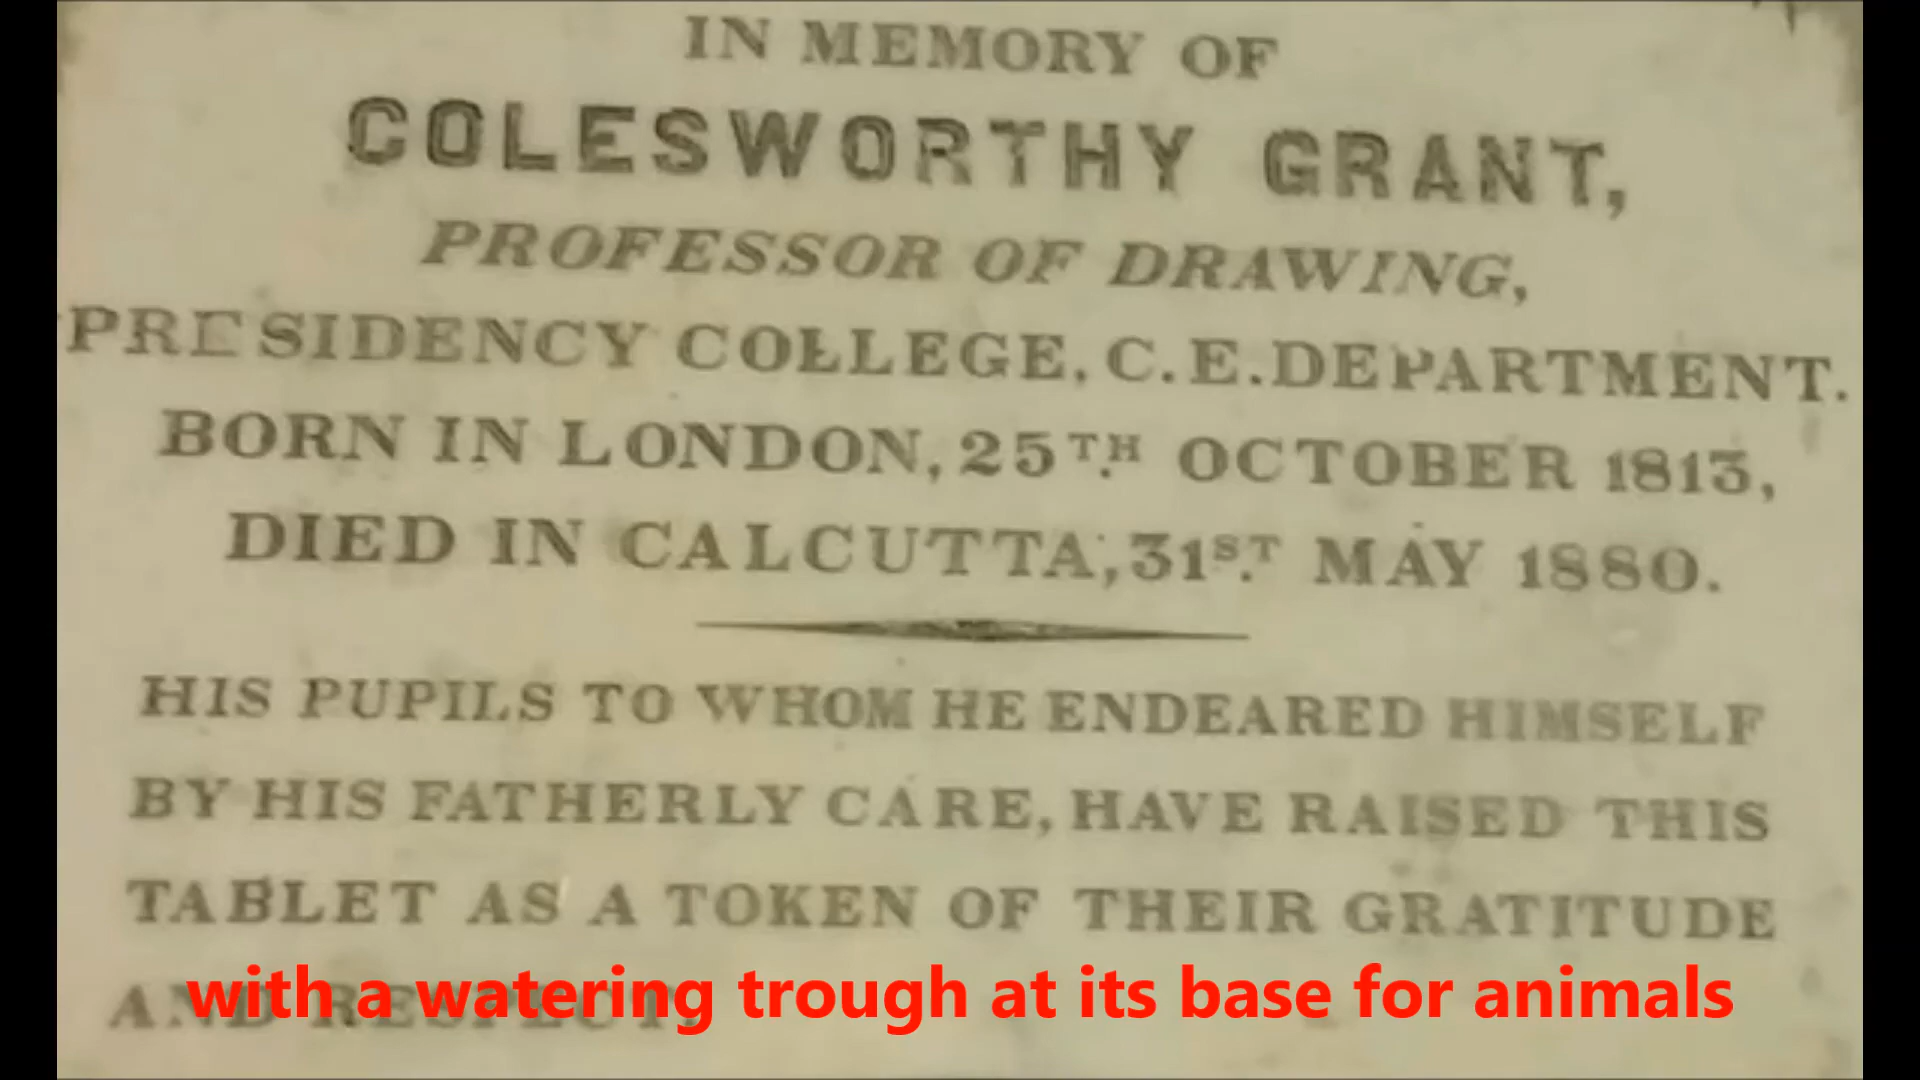 IN MEMORY OF
COLESWORTHY GRANT,
PROFESSOR OF DRAWING,
PRESIDENCY COLLEGE, C.E. DEPARTMENT.
BORN IN LONDON, 25TH OCTOBER 1813,
DIED IN CALCUTTA, 31ST MAY 1880.
HIS PUPILS TO WHOM HE ENDEARED HIMSELF
BY HIS FATHERLY CARE, HAVE RAISED THIS
TABLET AS A TOKEN OF THEIR GRATITUDE
AND RESPECT.
with a watering trough at its base for animals